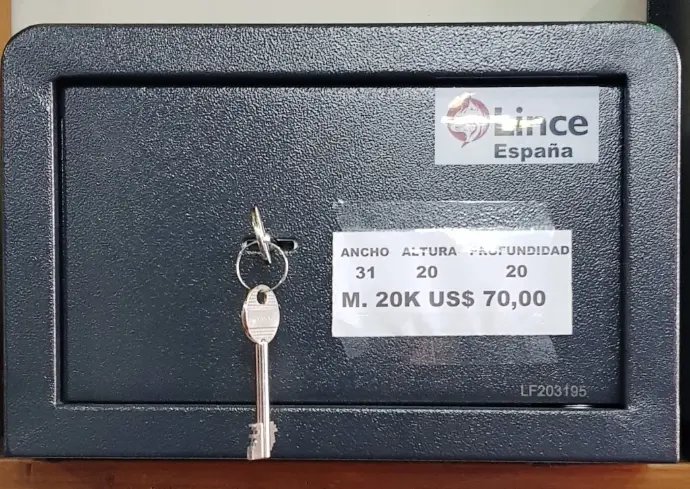 Lince
España
ANCHO ALTURA PROFUNDIDAD
31 20 20
M. 20K US$ 70,00
LF203195